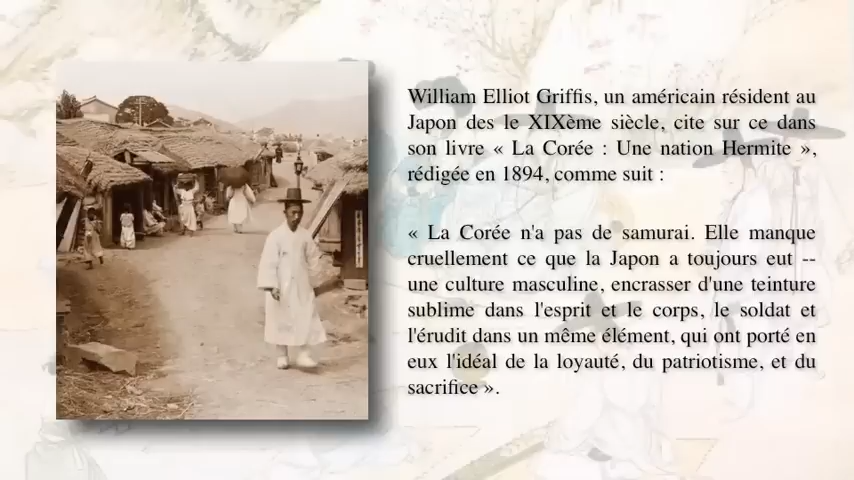 William Elliot Griffis, un américain résident au
Japon des le XIXème siècle, cite sur ce dans
son livre « La Corée : Une nation Hermite »,
rédigée en 1894, comme suit :
« La Corée n'a pas de samurai. Elle manque
cruellement ce que la Japon a toujours eut --
une culture masculine, encrasser d'une teinture
sublime dans l'esprit et le corps, le soldat et
l'érudit dans un même élément, qui ont porté en
eux l'idéal de la loyauté, du patriotisme, et du
sacrifice ».